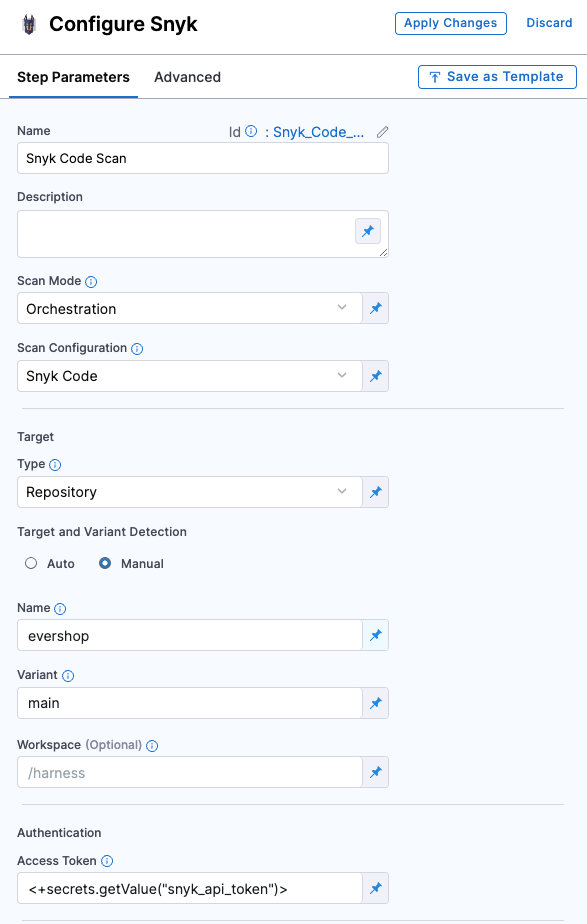 Configure Snyk
Apply Changes
Discard
Step Parameters
Advanced
Save as Template
Name
Id : Snyk_Code_...
Snyk Code Scan
Description
Scan Mode
Orchestration
Scan Configuration
Snyk Code
Target
Type
Repository
Target and Variant Detection
Auto
Manual
Name
evershop
Variant
main
Workspace (Optional)
/harness
Authentication
Access Token
<+secrets.getValue("snyk_api_token")>